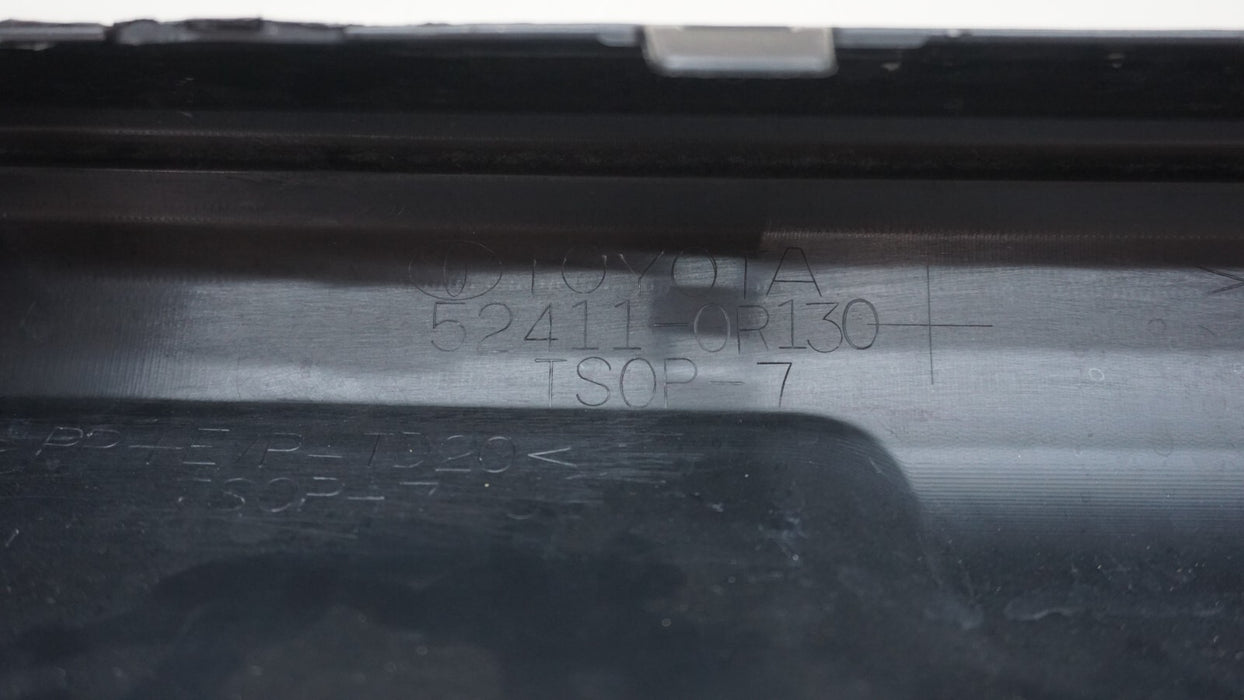 TOYOTA
52411-0R130
TSOP-7
>PP+E/P-TD20<
TSOP-7